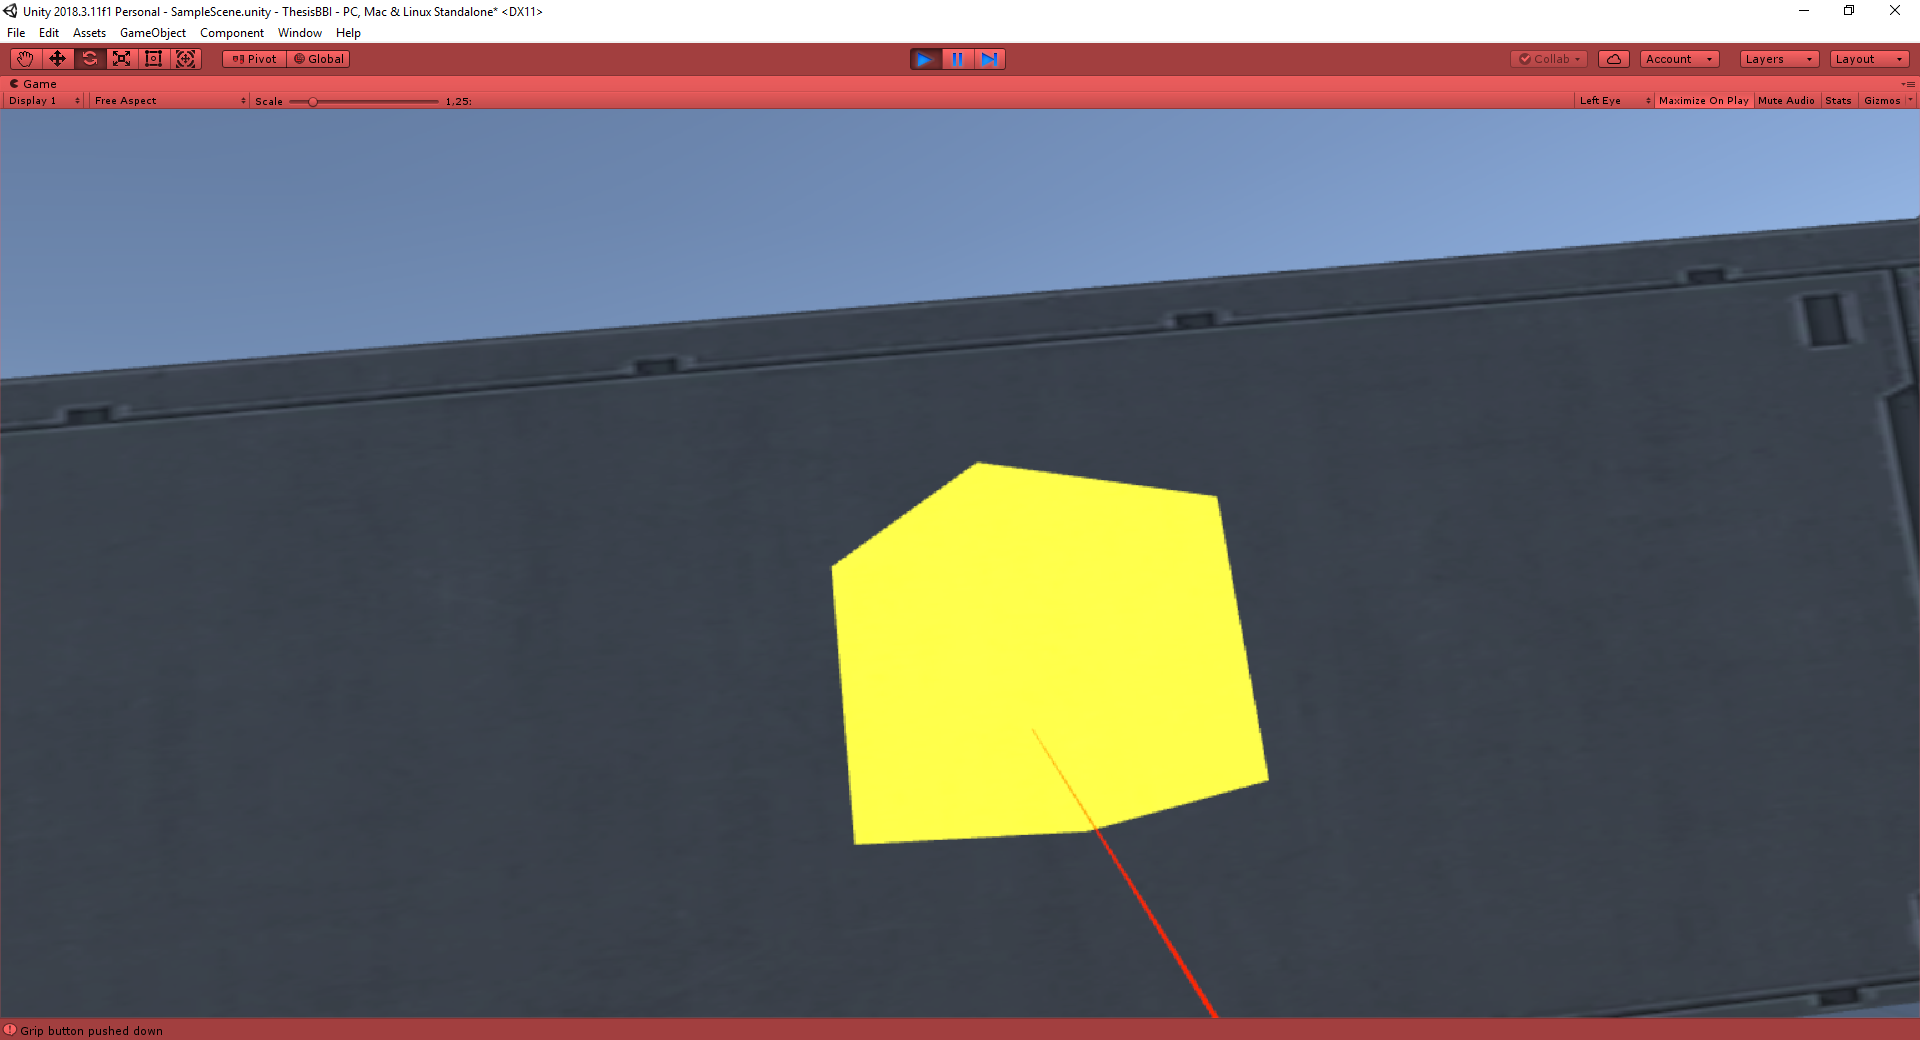 Unity 2018.3.11f1 Personal - SampleScene.unity - ThesisBBI - PC, Mac & Linux Standalone* <DX11>
File Edit Assets GameObject Component Window Help
Pivot Global Collab Account Layers Layout
Game
Display 1 Free Aspect Scale 1.25: Left Eye Maximize On Play Mute Audio Stats Gizmos
Grip button pushed down